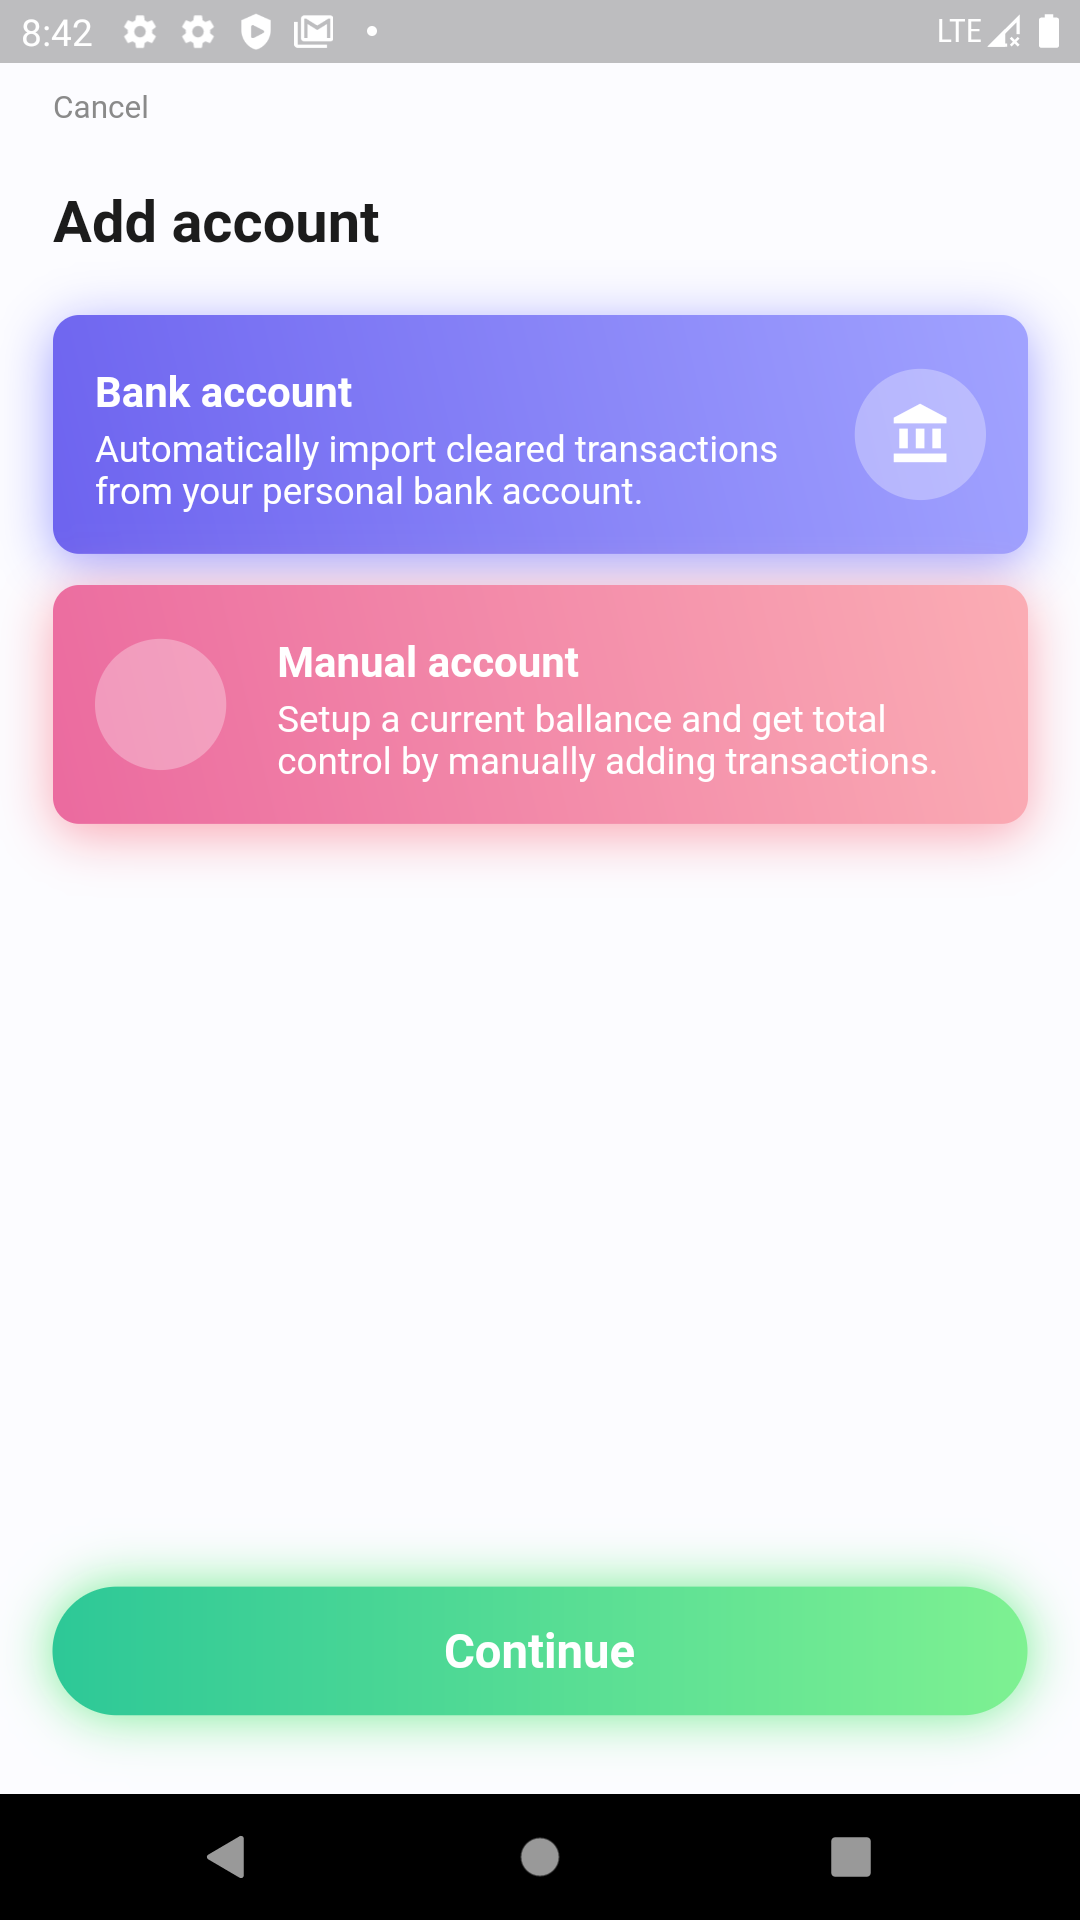 8:42
LTE
Cancel
Add account
Bank account
Automatically import cleared transactions
from your personal bank account.
Manual account
Setup a current ballance and get total
control by manually adding transactions.
Continue